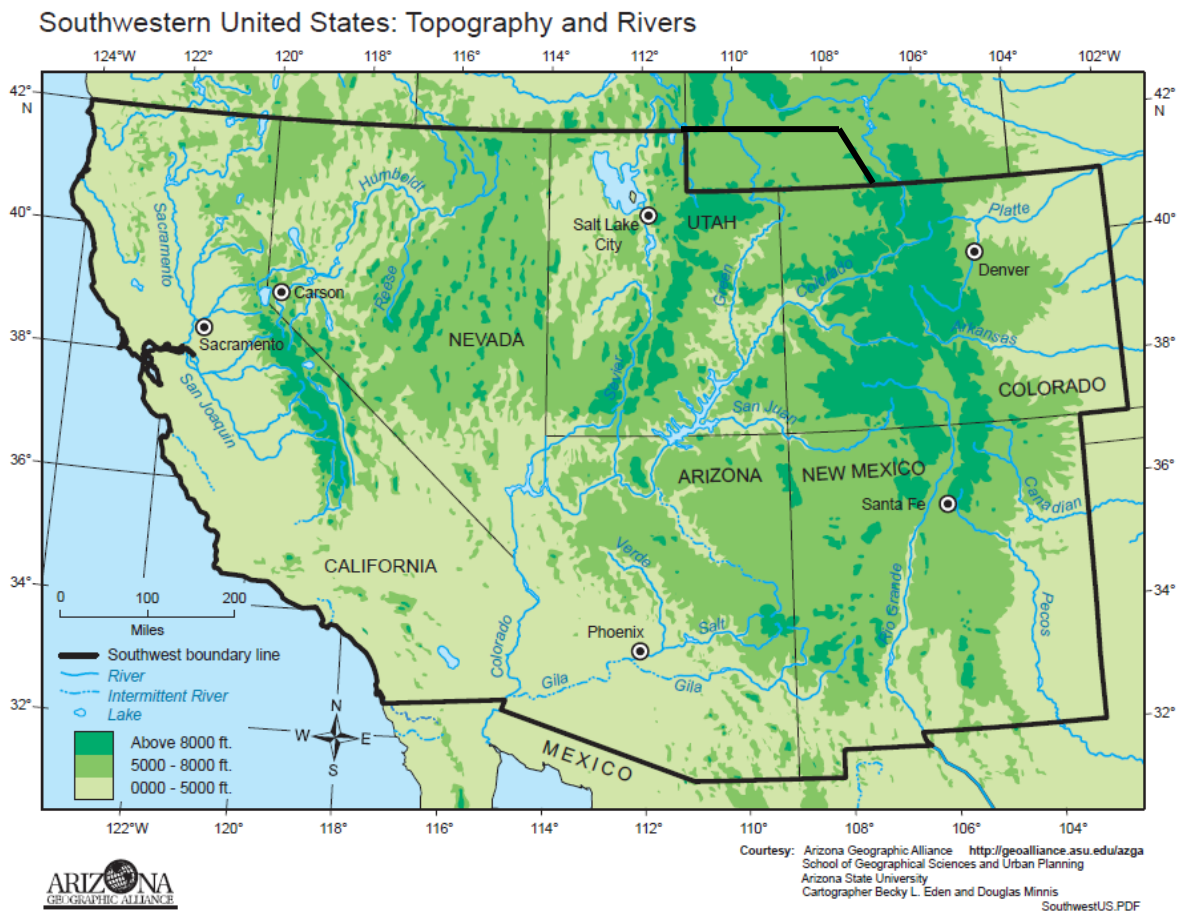 Southwestern United States: Topography and Rivers
124°W 122° 120° 118° 116° 114° 112° 110° 108° 106° 104° 102°W
42°
N
42°
N
Humboldt
40°
Sacramento
Salt Lake
City
UTAH
Platte
40°
Denver
Carson
Reese
Green
Colorado
38°
Sacramento
NEVADA
Arkansas
38°
San Joaquin
Sevier
San Juan
COLORADO
36°
ARIZONA
NEW MEXICO
36°
Santa Fe
Canadian
CALIFORNIA
Verde
34°
Rio Grande
Pecos
34°
0 100 200
Miles
Phoenix
Salt
Colorado
Southwest boundary line
River
Gila
Gila
Intermittent River
32°
Lake
32°
N
W E
S
MEXICO
Above 8000 ft.
5000 - 8000 ft.
0000 - 5000 ft.
122°W 120° 118° 116° 114° 112° 110° 108° 106° 104°
Courtesy: Arizona Geographic Alliance http://geoalliance.asu.edu/azga
School of Geographical Sciences and Urban Planning
Arizona State University
Cartographer Becky L. Eden and Douglas Minnis
SouthwestUS.PDF
ARIZONA
GEOGRAPHIC ALLIANCE